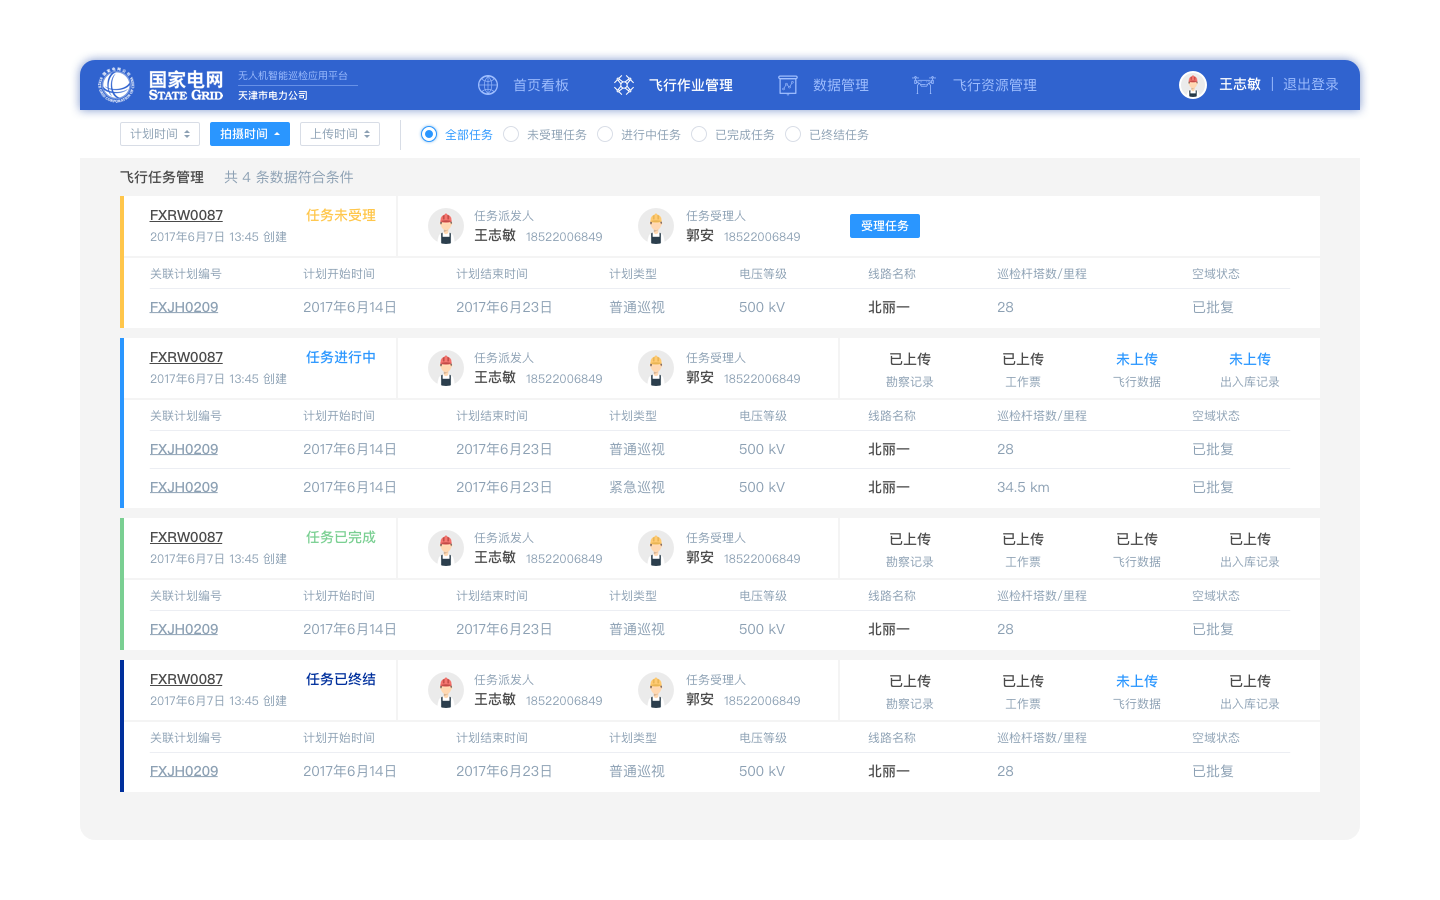 国家电网
STATE GRID
无人机智能巡检应用平台
天津市电力公司
首页看板
飞行作业管理
数据管理
飞行资源管理
王志敏 | 退出登录
计划时间
拍摄时间
上传时间
全部任务
未受理任务
进行中任务
已完成任务
已终结任务
飞行任务管理 共 4 条数据符合条件
FXRW0087 任务未受理
2017年6月7日 13:45 创建
任务派发人
王志敏 18522006849
任务受理人
郭安 18522006849
受理任务
关联计划编号 计划开始时间 计划结束时间 计划类型 电压等级 线路名称 巡检杆塔数/里程 空域状态
FXJH0209 2017年6月14日 2017年6月23日 普通巡视 500 kV 北丽一 28 已批复
FXRW0087 任务进行中
2017年6月7日 13:45 创建
任务派发人
王志敏 18522006849
任务受理人
郭安 18522006849
已上传 已上传 未上传 未上传
勘察记录 工作票 飞行数据 出入库记录
关联计划编号 计划开始时间 计划结束时间 计划类型 电压等级 线路名称 巡检杆塔数/里程 空域状态
FXJH0209 2017年6月14日 2017年6月23日 普通巡视 500 kV 北丽一 28 已批复
FXJH0209 2017年6月14日 2017年6月23日 紧急巡视 500 kV 北丽一 34.5 km 已批复
FXRW0087 任务已完成
2017年6月7日 13:45 创建
任务派发人
王志敏 18522006849
任务受理人
郭安 18522006849
已上传 已上传 已上传 已上传
勘察记录 工作票 飞行数据 出入库记录
关联计划编号 计划开始时间 计划结束时间 计划类型 电压等级 线路名称 巡检杆塔数/里程 空域状态
FXJH0209 2017年6月14日 2017年6月23日 普通巡视 500 kV 北丽一 28 已批复
FXRW0087 任务已终结
2017年6月7日 13:45 创建
任务派发人
王志敏 18522006849
任务受理人
郭安 18522006849
已上传 已上传 未上传 已上传
勘察记录 工作票 飞行数据 出入库记录
关联计划编号 计划开始时间 计划结束时间 计划类型 电压等级 线路名称 巡检杆塔数/里程 空域状态
FXJH0209 2017年6月14日 2017年6月23日 普通巡视 500 kV 北丽一 28 已批复